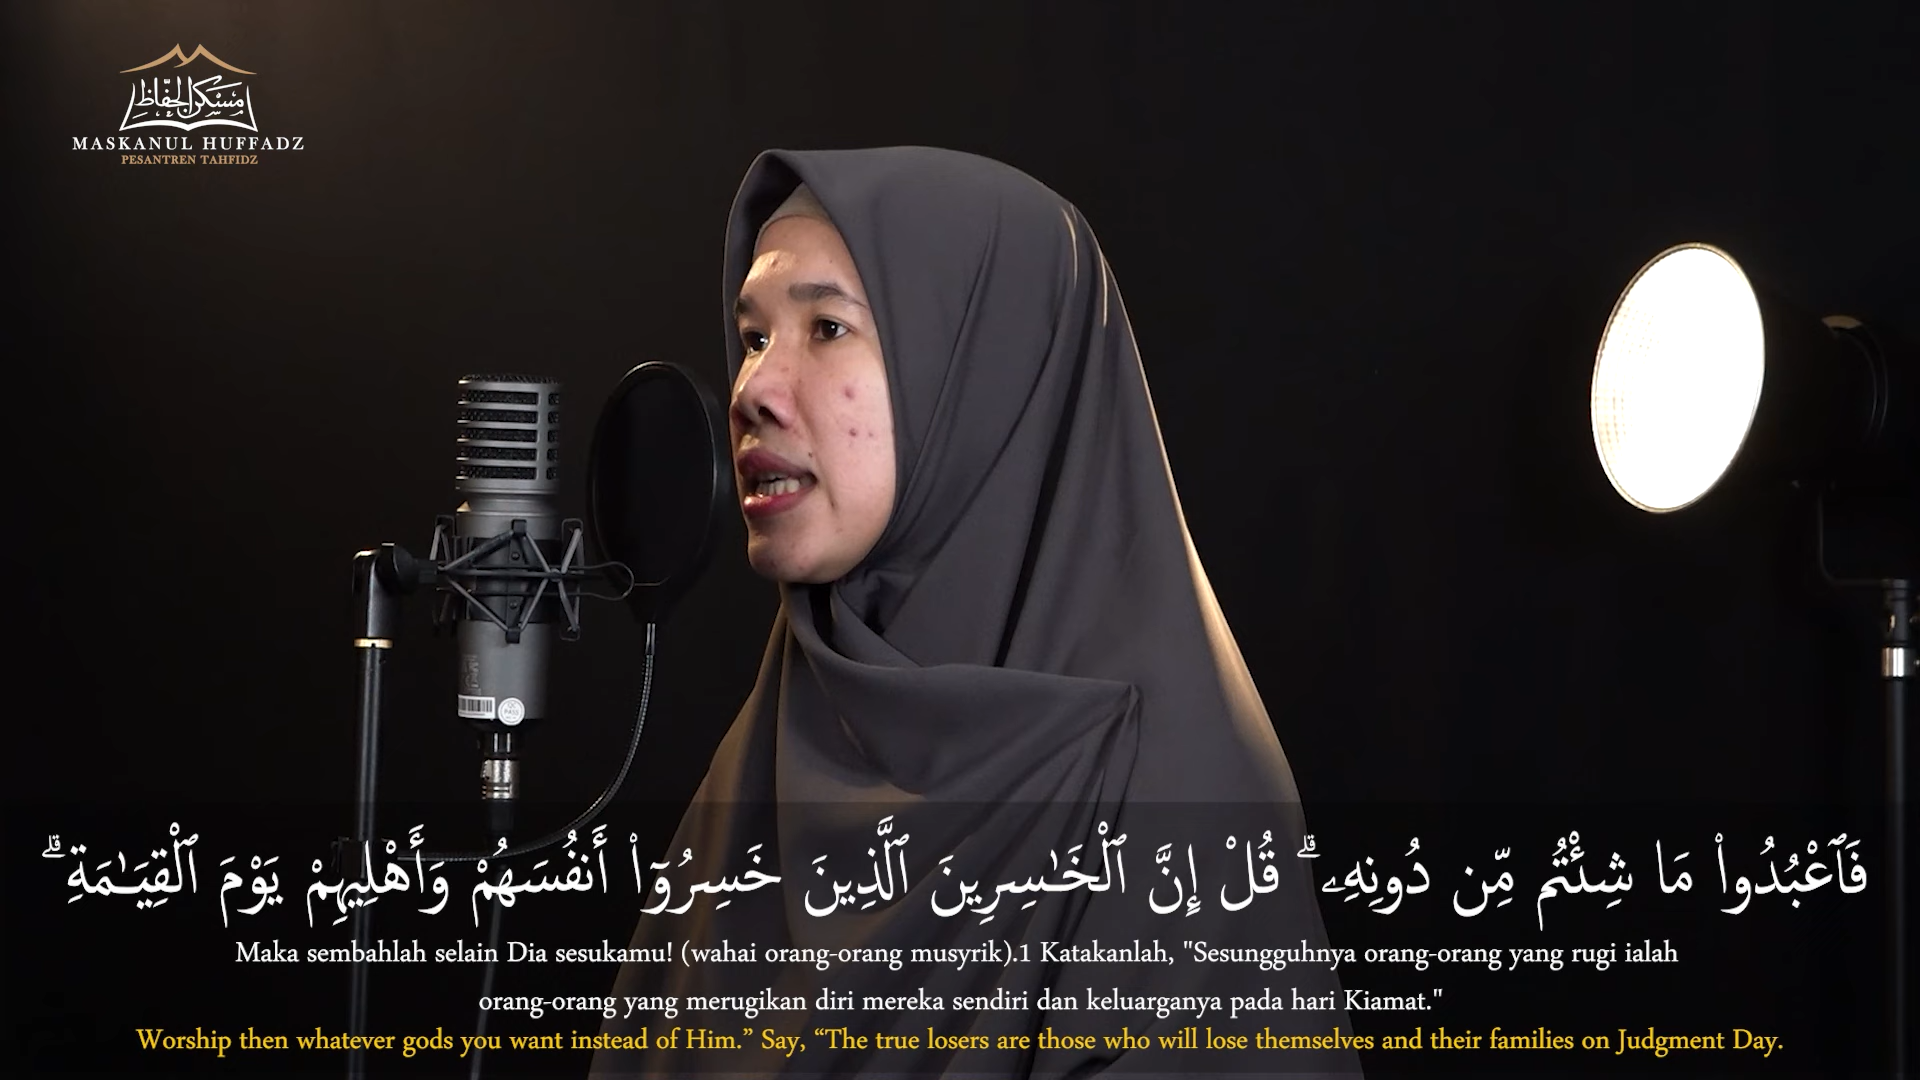 مسكن الحفاظ
MASKANUL HUFFADZ
PESANTREN TAHFIDZ
PASS
فَٱعْبُدُوا۟ مَا شِئْتُم مِّن دُونِهِۦ ۗ قُلْ إِنَّ ٱلْخَـٰسِرِينَ ٱلَّذِينَ خَسِرُوٓا۟ أَنفُسَهُمْ وَأَهْلِيهِمْ يَوْمَ ٱلْقِيَـٰمَةِ ۗ
Maka sembahlah selain Dia sesukamu! (wahai orang-orang musyrik).1 Katakanlah, "Sesungguhnya orang-orang yang rugi ialah
orang-orang yang merugikan diri mereka sendiri dan keluarganya pada hari Kiamat."
Worship then whatever gods you want instead of Him.” Say, “The true losers are those who will lose themselves and their families on Judgment Day.